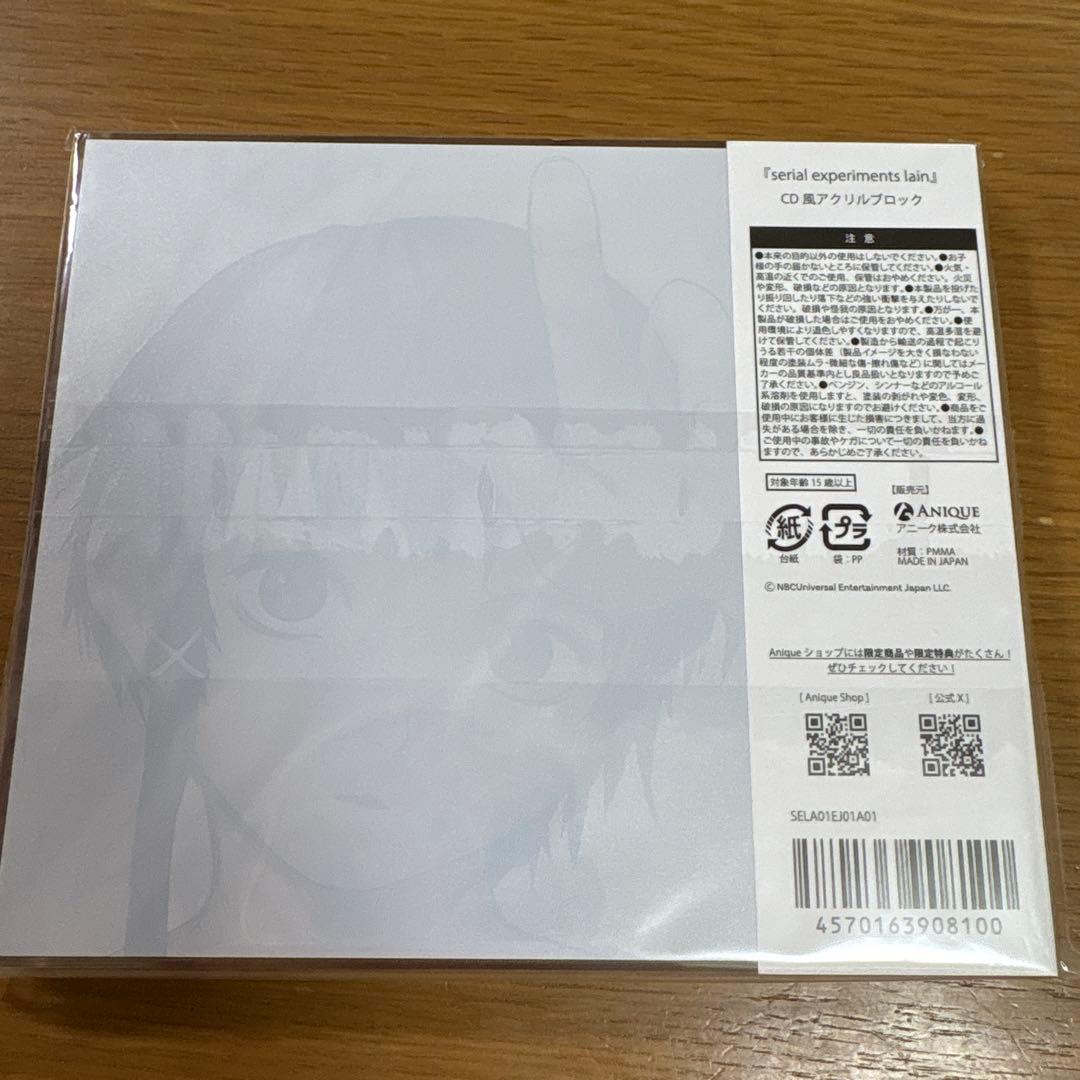 『serial experiments lain』
CD 風アクリルブロック
注 意
●本来の目的以外の使用はしないでください。●お子
様の手の届かないところに保管してください。●火気・
高温の近くでのご使用、保管はおやめください。火災
や変形、破損などの原因となります。●本製品を投げた
り振り回したり落下などの強い衝撃を与えたりしないで
ください。破損や怪我の原因となります。●万が一、本
製品が破損した場合はご使用をおやめください。●使
用環境により退色しやすくなりますので、高温多湿を避
けて保管してください。●製造から輸送の過程で起こり
うる若干の個体差（製品イメージを大きく損なわない
程度の塗装ムラ・微細な傷・擦れ傷など）に関してはメー
カーの品質基準内とし良品扱いとなりますので予めご
了承ください。●ベンジン、シンナーなどのアルコール
系溶剤を使用しますと、塗装の剥がれや変色、変形、
破損の原因になりますのでお避けください。●商品をご
使用中にお客様に生じた損害につきまして、当方に過
失がある場合を除き、一切の責任を負いかねます。●
ご使用中の事故やケガについて一切の責任を負いかね
ますので、あらかじめご了承ください。
対象年齢 15 歳以上
【販売元】
紙
プラ
ANIQUE
アニーク株式会社
台紙
袋：PP
材質：PMMA
MADE IN JAPAN
© NBCUniversal Entertainment Japan LLC.
Anique ショップには限定商品や限定特典がたくさん！
ぜひチェックしてください！
[ Anique Shop ]
[ 公式 X ]
SELA01EJ01A01
4570163908100